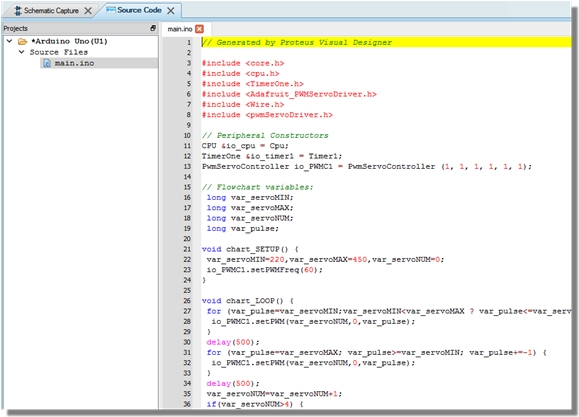 Schematic Capture
Source Code
Projects
main.ino
*Arduino Uno(U1)
Source Files
main.ino
1 // Generated by Proteus Visual Designer
2
3 #include <core.h>
4 #include <cpu.h>
5 #include <TimerOne.h>
6 #include <Adafruit_PWMServoDriver.h>
7 #include <Wire.h>
8 #include <pwmServoDriver.h>
9
10 // Peripheral Constructors
11 CPU &io_cpu = Cpu;
12 TimerOne &io_timer1 = Timer1;
13 PwmServoController io_PWMC1 = PwmServoController (1, 1, 1, 1, 1, 1);
14
15 // Flowchart variables:
16 long var_servoMIN;
17 long var_servoMAX;
18 long var_servoNUM;
19 long var_pulse;
20
21 void chart_SETUP() {
22 var_servoMIN=220,var_servoMAX=450,var_servoNUM=0;
23 io_PWMC1.setPWMFreq(60);
24 }
25
26 void chart_LOOP() {
27 for (var_pulse=var_servoMIN;var_servoMIN<var_servoMAX ? var_pulse<=var_serv
28 io_PWMC1.setPWM(var_servoNUM,0,var_pulse);
29 }
30 delay(500);
31 for (var_pulse=var_servoMAX; var_pulse>=var_servoMIN; var_pulse+=-1) {
32 io_PWMC1.setPWM(var_servoNUM,0,var_pulse);
33 }
34 delay(500);
35 var_servoNUM=var_servoNUM+1;
36 if(var_servoNUM>4) {